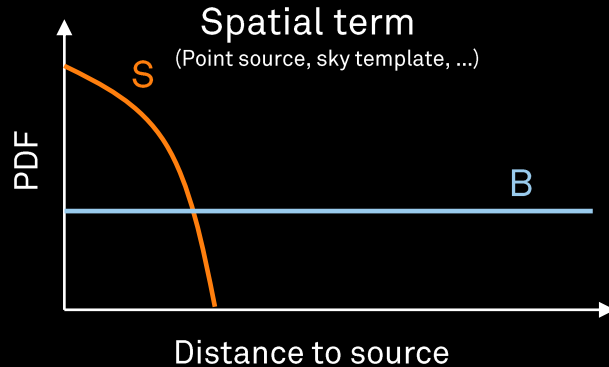 Spatial term
(Point source, sky template, ...)
S
PDF
B
Distance to source